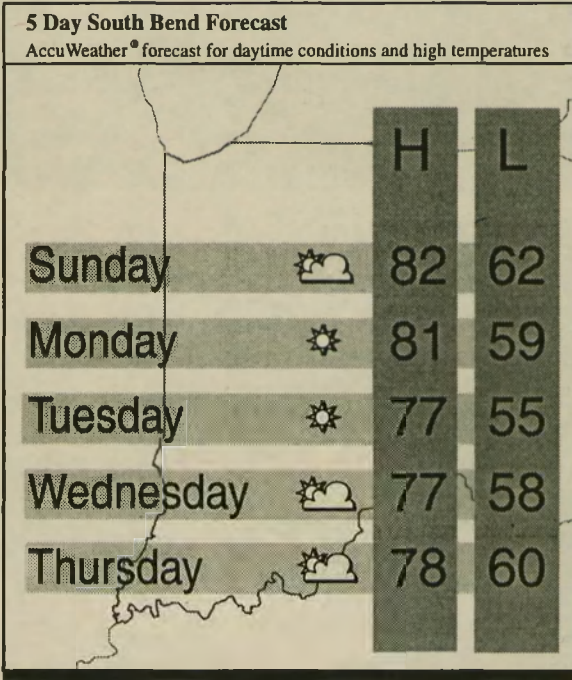 5 Day South Bend Forecast
AccuWeather® forecast for daytime conditions and high temperatures
H L
Sunday 82 62
Monday 81 59
Tuesday 77 55
Wednesday 77 58
Thursday 78 60